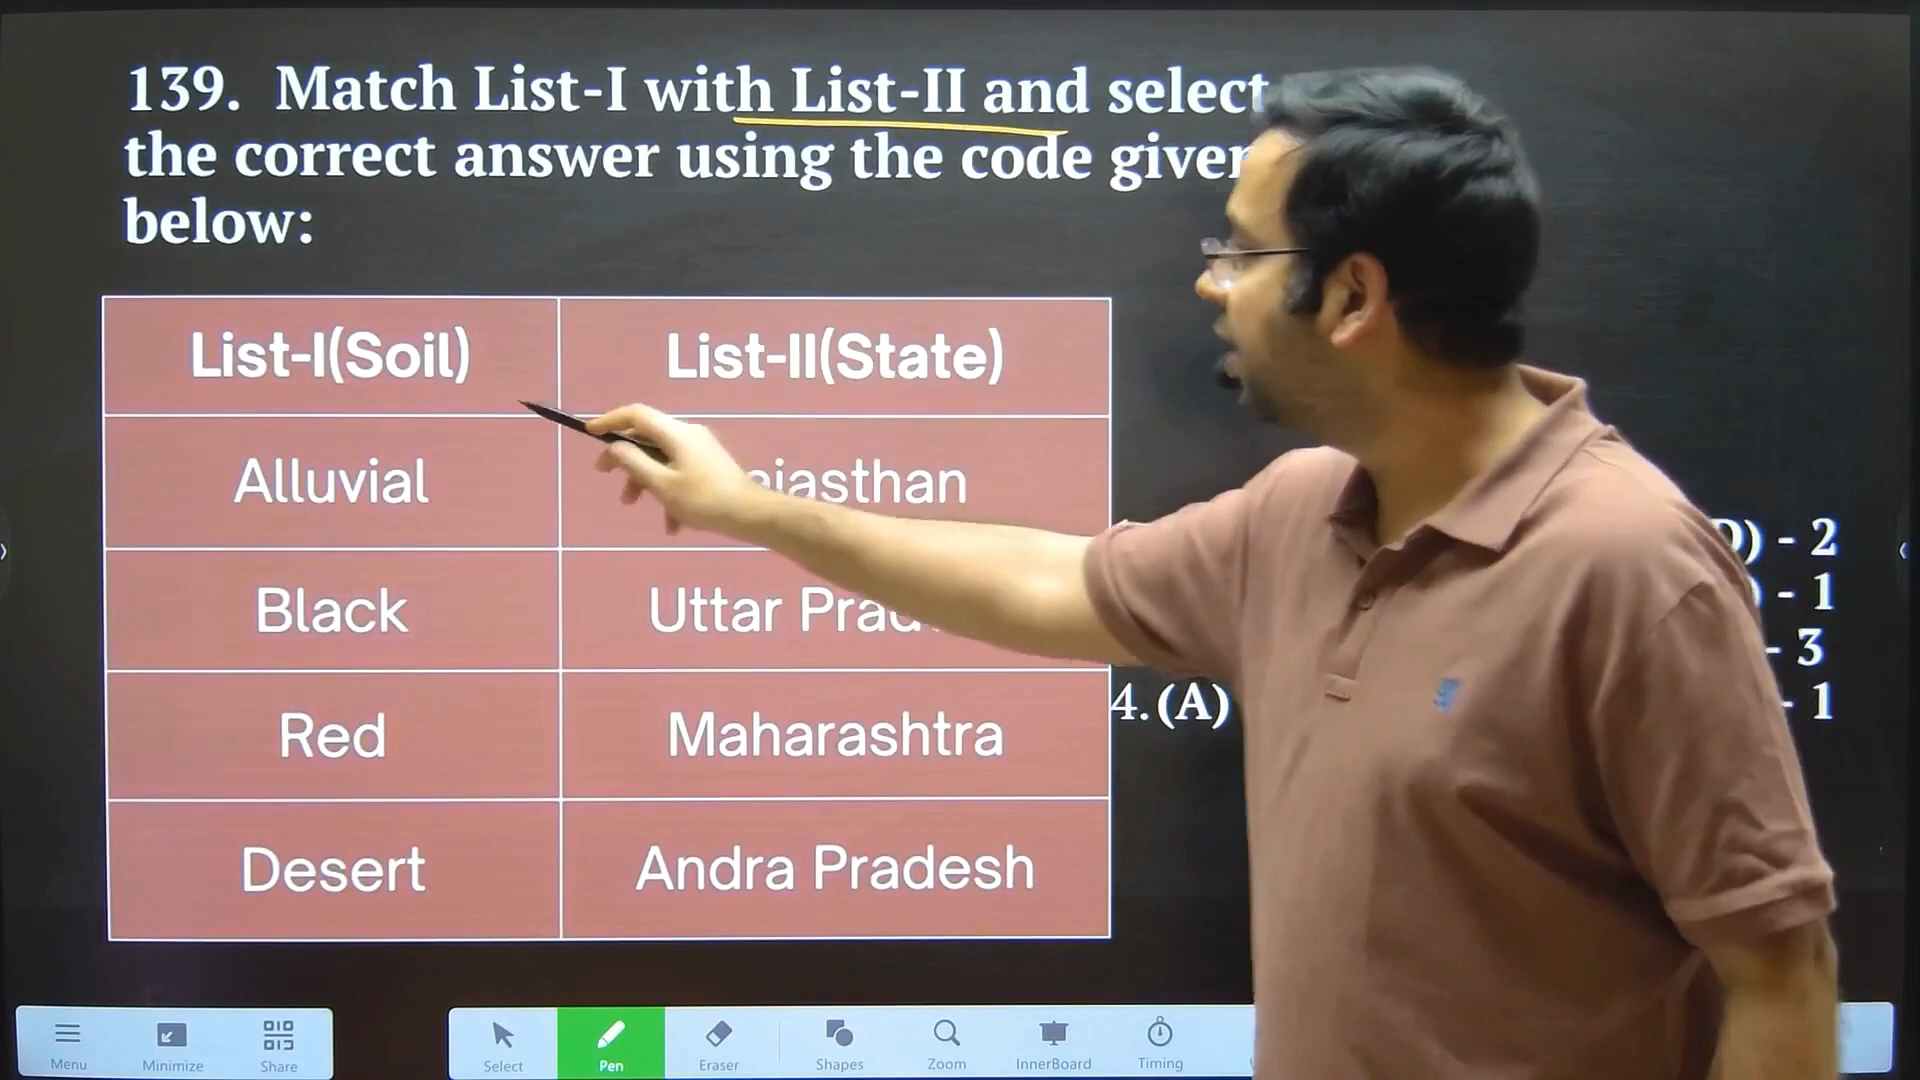 139. Match List-I with List-II and select
the correct answer using the code given
below:
List-I(Soil) List-II(State)
Alluvial
Black Uttar
Red Maharashtra
Desert Andra Pradesh
D) - 2
) - 1
- 3
4. (A) - 1
Menu Minimize Share Select Pen Eraser Shapes Zoom InnerBoard Timing